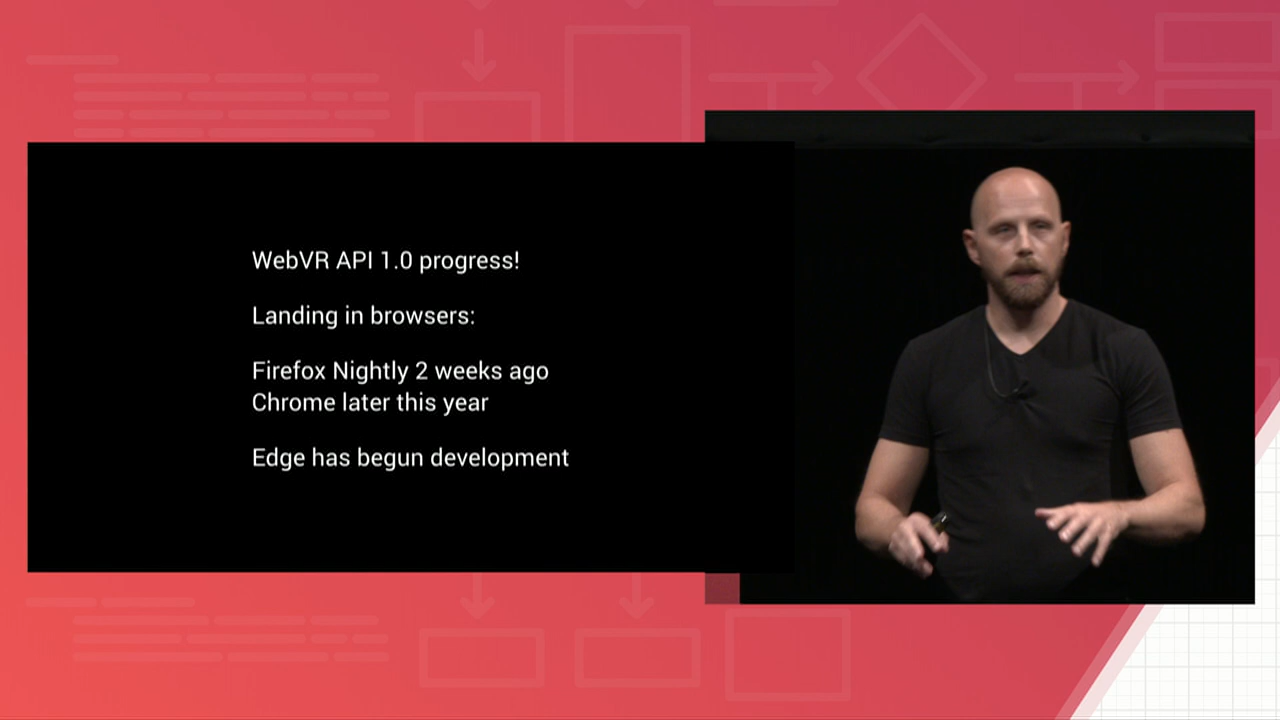 WebVR API 1.0 progress!
Landing in browsers:
Firefox Nightly 2 weeks ago
Chrome later this year
Edge has begun development